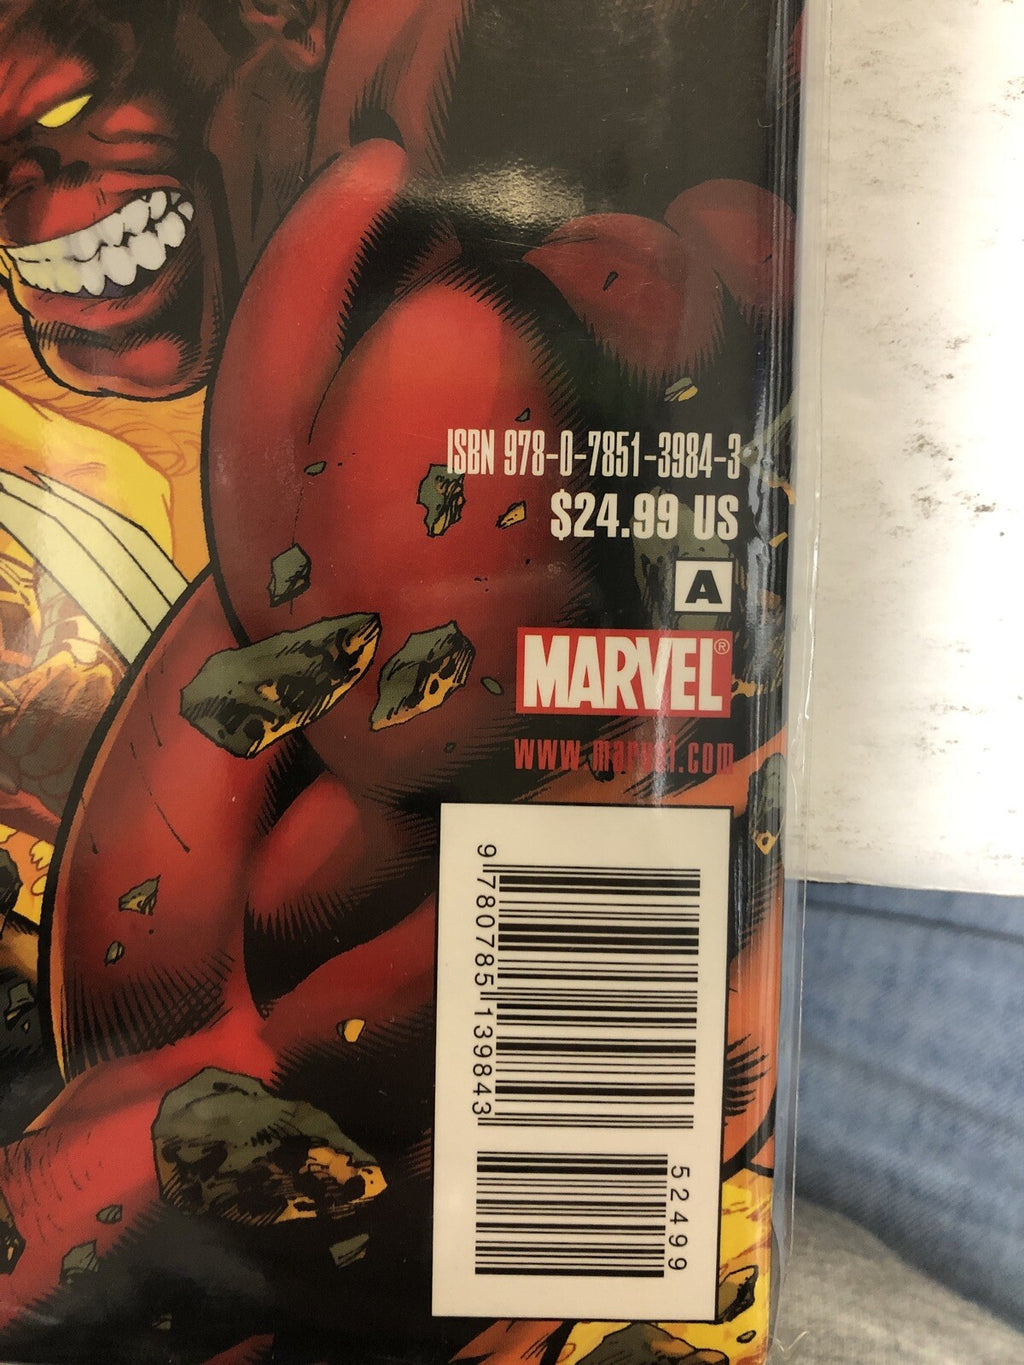 ISBN 978-0-7851-3984-3
$24.99 US
A
MARVEL®
www.marvel.com
9 780785 139843
52499